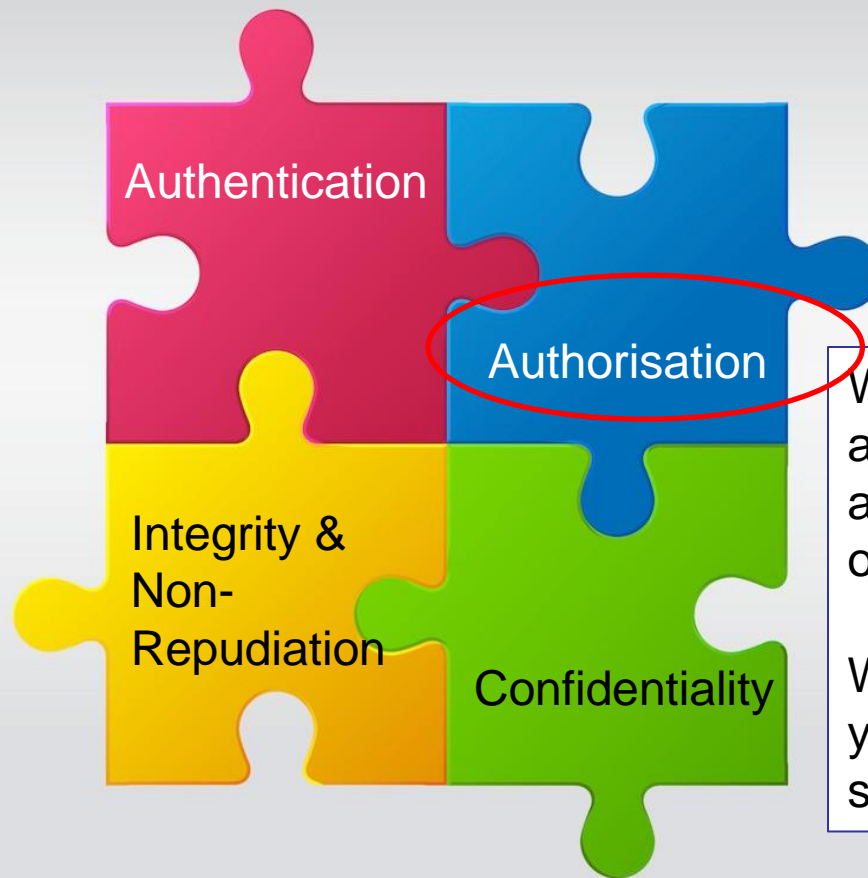 Authentication
Authorisation
Integrity &
Non-
Repudiation
Confidentiality